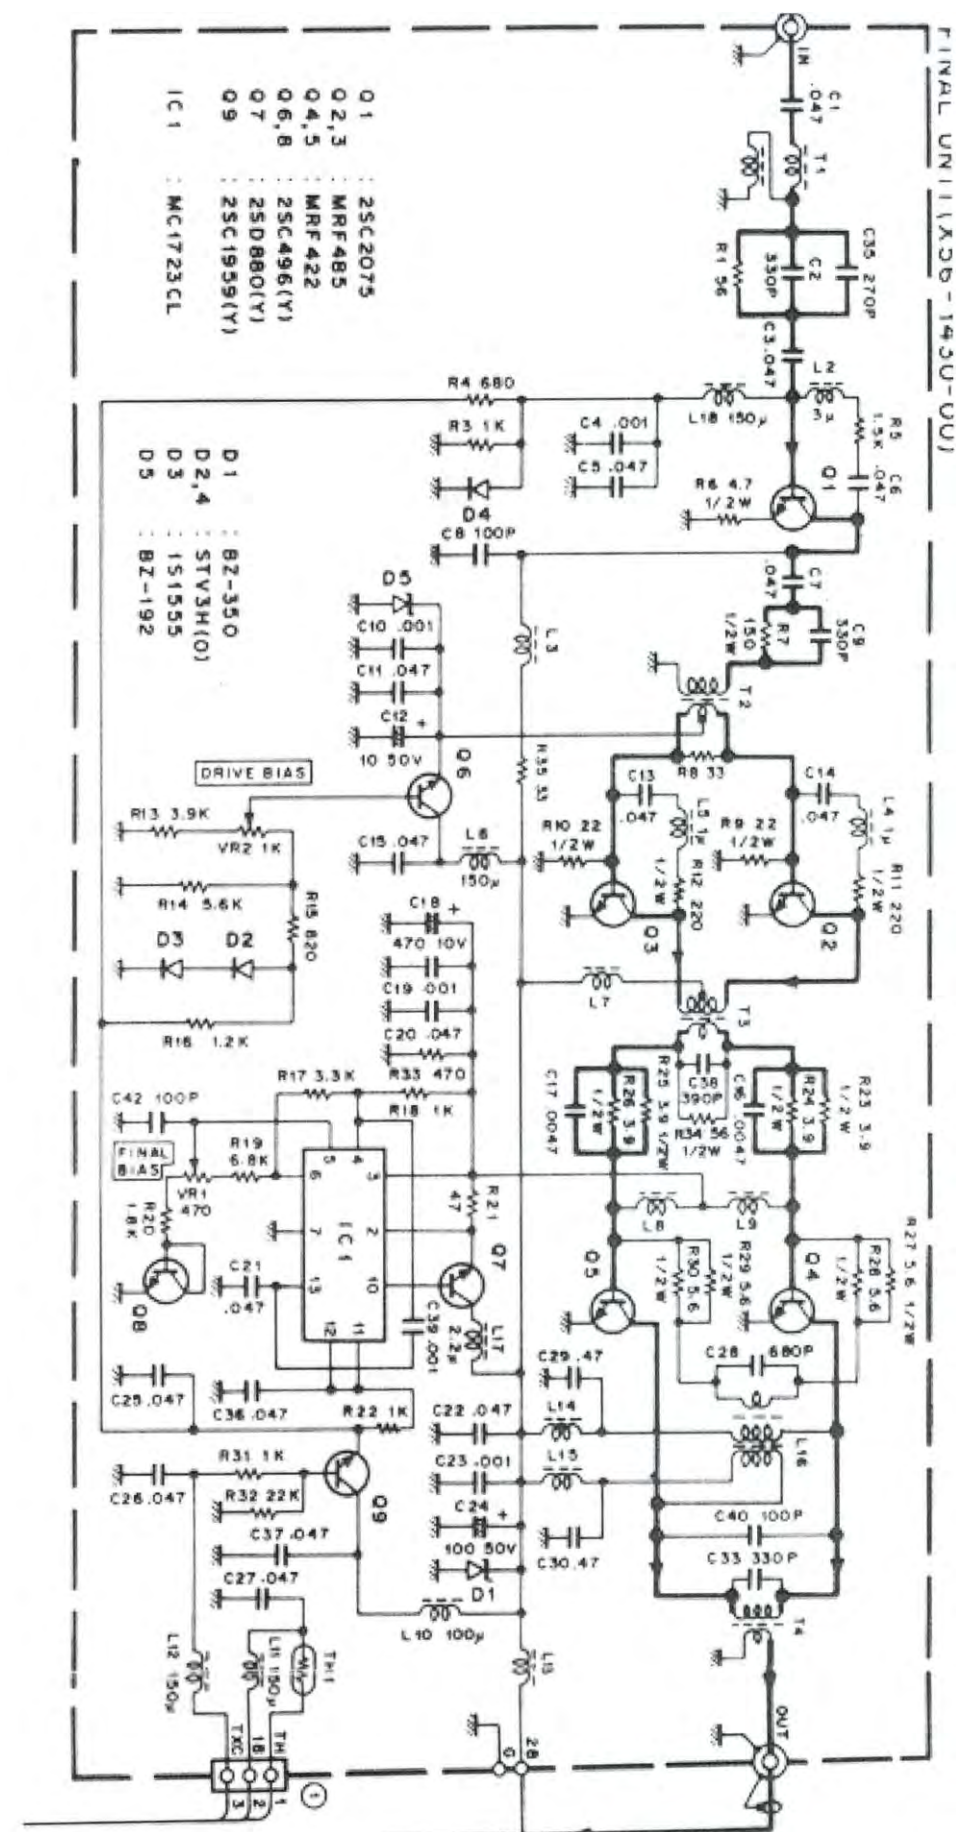 FINAL UNIT (X56-1430-00)
IN
C1
.047
T1
C35 270P
C2
330P
R1 56
C3 .047
L2
3µ
L18 150µ
R5
1.5K
C6
.047
Q1
R6 4.7
1/2W
R4 680
R3 1K
C4 .001
C5 .047
D4
C8 100P
C7
.047
C9
330P
R7
150
1/2W
T2
D5
C10 .001
C11 .047
C12 +
10 50V
L3
Q6
R35 33
R8 33
C13
.047
C14
.047
L5 1µ
L4 1µ
DRIVE BIAS
R13 3.9K
VR2 1K
C15 .047
L6
150µ
R10 22
1/2W
R9 22
1/2W
R12 220
1/2W
R11 220
1/2W
Q3
Q2
R14 5.6K
R15 820
D3
D2
R16 1.2K
C18 +
470 10V
C19 .001
C20 .047
L7
T3
R17 3.3K
R33 470
R18 1K
C42 100P
FINAL
BIAS
R19
6.8K
VR1
470
R20
1.8K
Q8
C21
.047
IC1
5
4
6
3
7
2
13
10
12
11
R21
47
Q7
L17
2.2µ
C39 .001
C17 .0047
R26 3.9
1/2W
R25 3.9 1/2W
C38
390P
R34 56
1/2W
C16 .0047
R24 3.9
1/2W
R23 3.9
1/2W
L8
L9
Q5
Q4
R30 5.6
1/2W
R29 5.6
1/2W
R28 5.6
1/2W
R27 5.6 1/2W
C28
680P
C25 .047
C36 .047
R22 1K
C22 .047
C29 .47
L14
L15
L16
C23 .001
C26 .047
R31 1K
R32 22K
Q9
C24 +
100 50V
C30 .47
C40 100P
C33 330P
T4
C37 .047
C27 .047
D1
L10 100µ
L13
L12 150µ
L11 150µ
TH1
TXC
18
TH
3
2
1
1
G
28
OUT
Q1 : 2SC2075
Q2,3 : MRF485
Q4,5 : MRF422
Q6,8 : 2SC496(Y)
Q7 : 2SD880(Y)
Q9 : 2SC1959(Y)
IC1 : MC1723CL
D1 : BZ-350
D2,4 : STV3H(O)
D3 : 1S1555
D5 : BZ-192